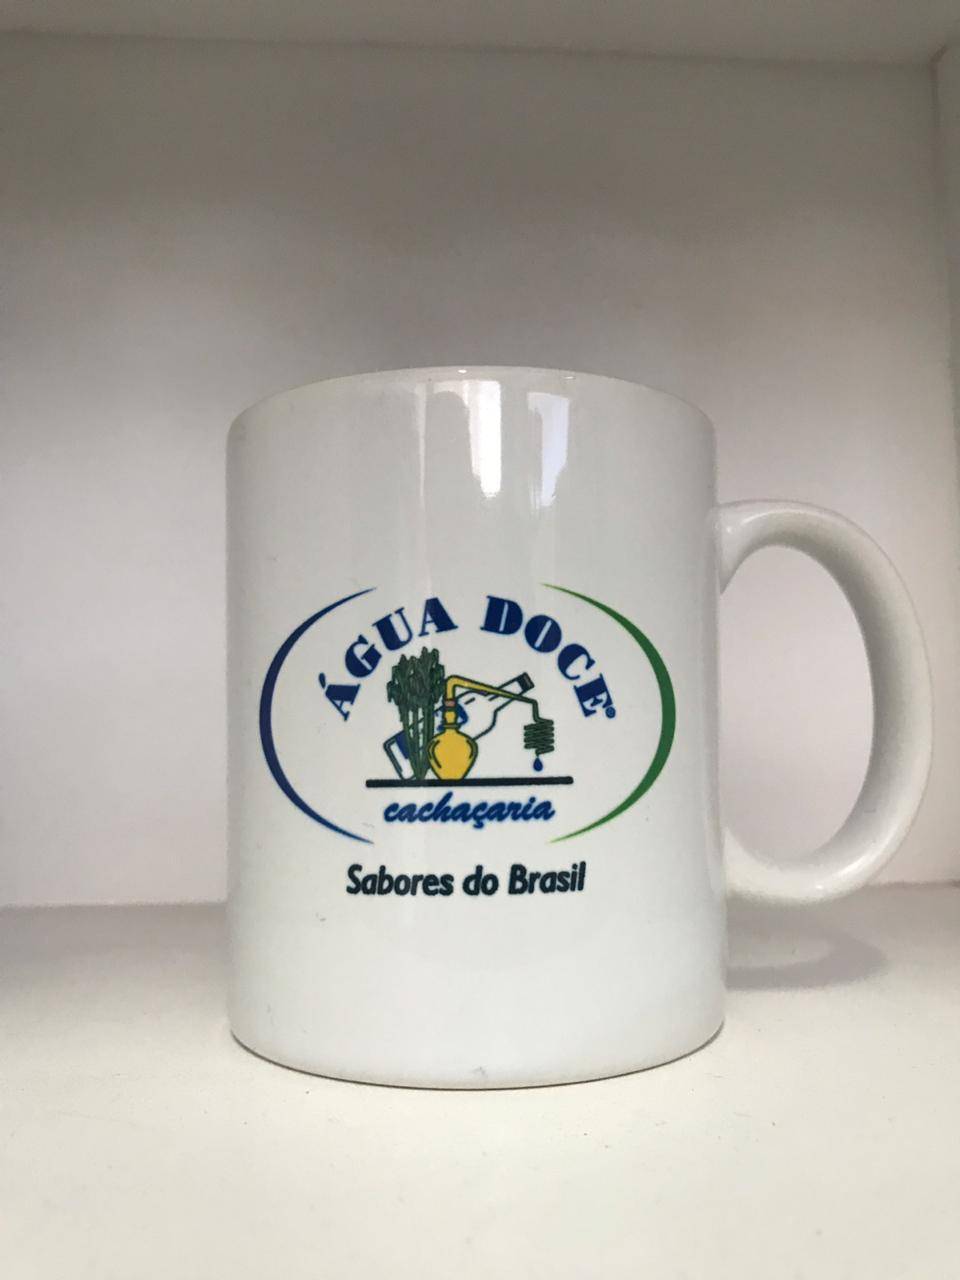 ÁGUA DOCE®
cachaçaria
Sabores do Brasil